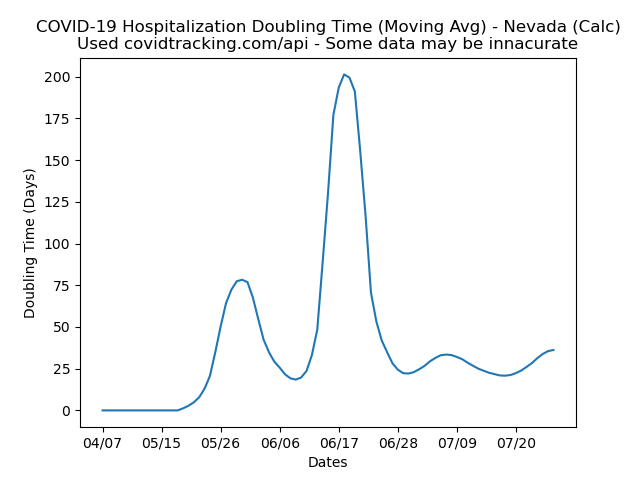 COVID-19 Hospitalization Doubling Time (Moving Avg) - Nevada (Calc)
Used covidtracking.com/api - Some data may be innacurate
Doubling Time (Days)
200
175
150
125
100
75
50
25
0
04/07 05/15 05/26 06/06 06/17 06/28 07/09 07/20
Dates